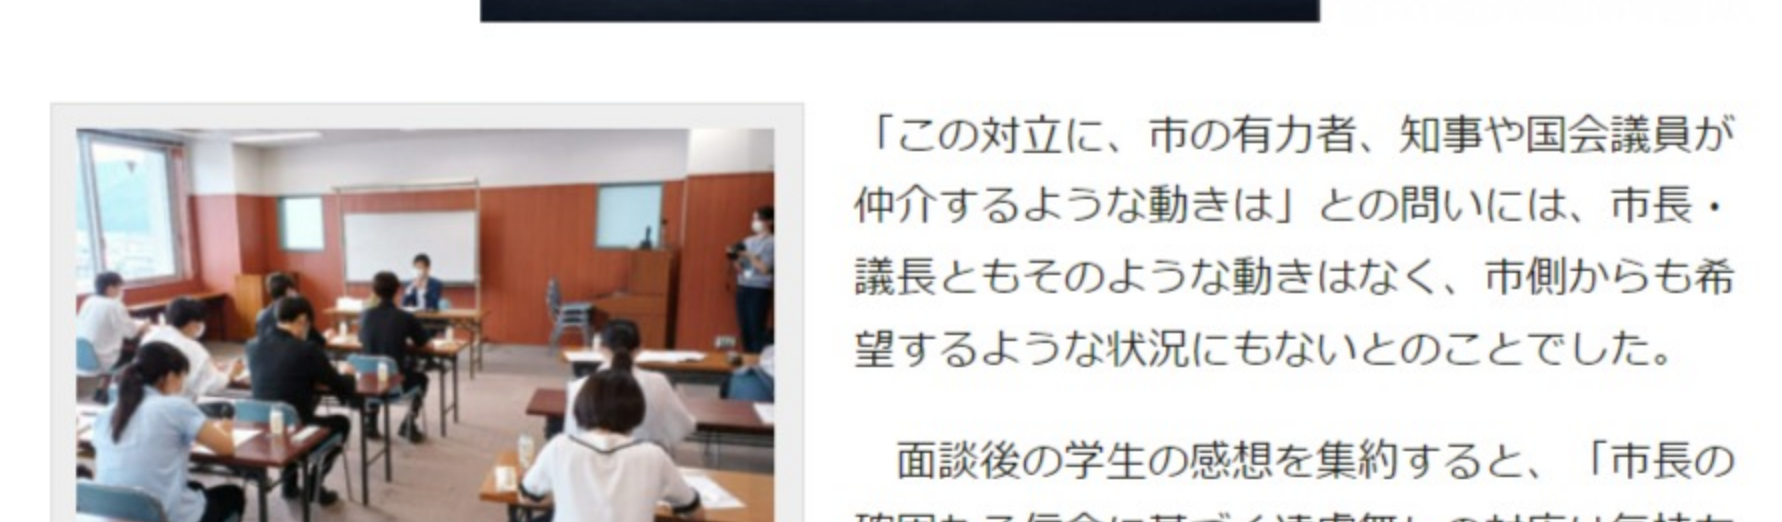 「この対立に、市の有力者、知事や国会議員が
仲介するような動きは」との問いには、市長・
議長ともそのような動きはなく、市側からも希
望するような状況にもないとのことでした。
面談後の学生の感想を集約すると、「市長の